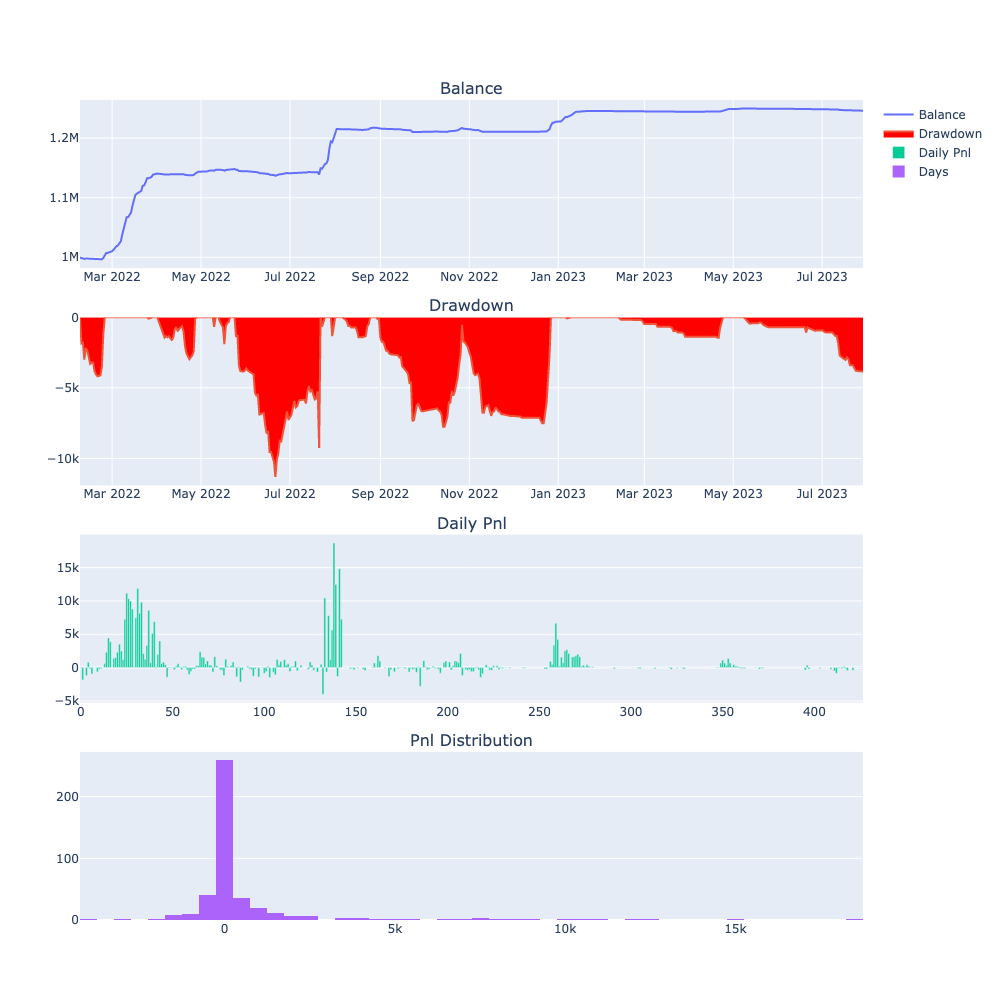 Balance
1.2M
1.1M
1M
Mar 2022 May 2022 Jul 2022 Sep 2022 Nov 2022 Jan 2023 Mar 2023 May 2023 Jul 2023
Balance
Drawdown
Daily Pnl
Days
Drawdown
0
−5k
−10k
Mar 2022 May 2022 Jul 2022 Sep 2022 Nov 2022 Jan 2023 Mar 2023 May 2023 Jul 2023
Daily Pnl
15k
10k
5k
0
−5k
0 50 100 150 200 250 300 350 400
Pnl Distribution
200
100
0
0 5k 10k 15k